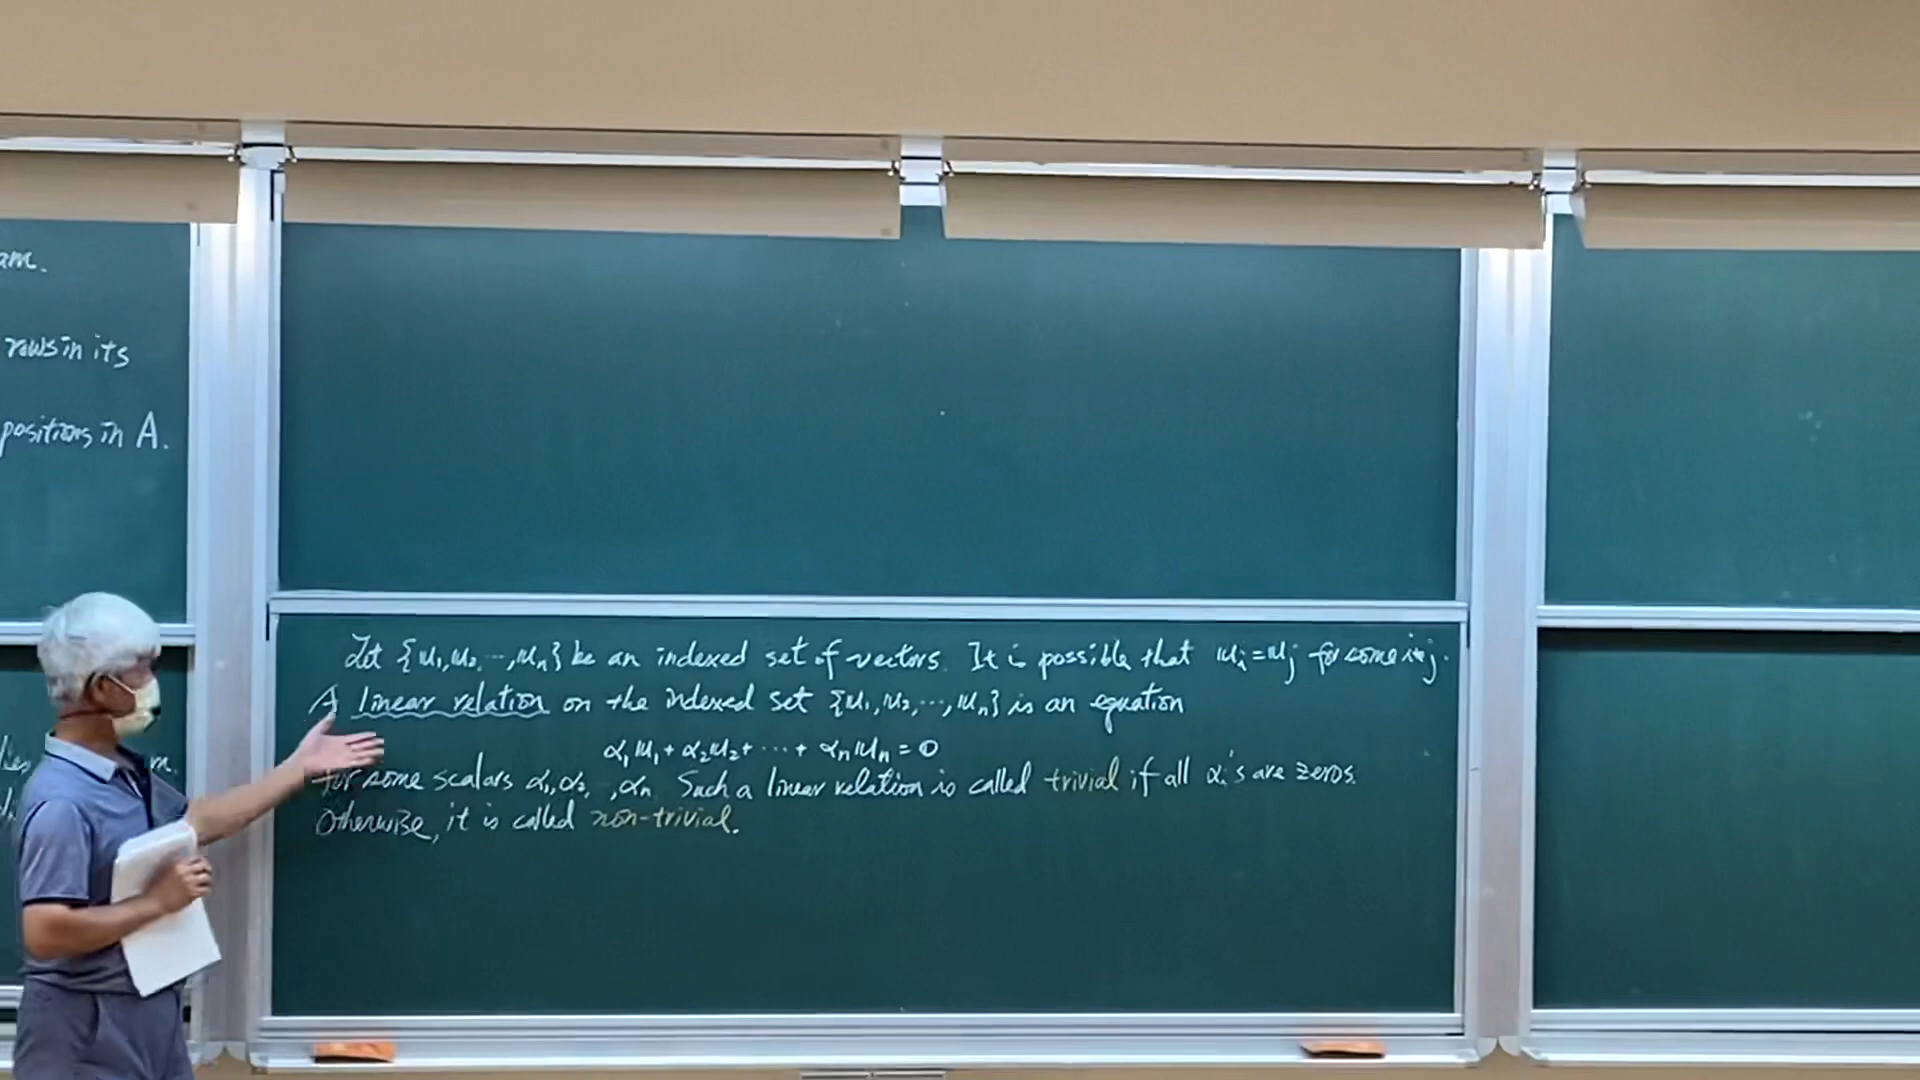 am.
rows in its
positions in A.
Let {u₁,u₂,⋯,uₙ} be an indexed set of vectors. It is possible that uᵢ=uⱼ for some i≠j.
A linear relation on the indexed set {u₁,u₂,⋯,uₙ} is an equation
α₁u₁+α₂u₂+⋯+αₙuₙ=0
for some scalars α₁,α₂, ,αₙ. Such a linear relation is called trivial if all αᵢ's are zeros.
Otherwise, it is called non-trivial.